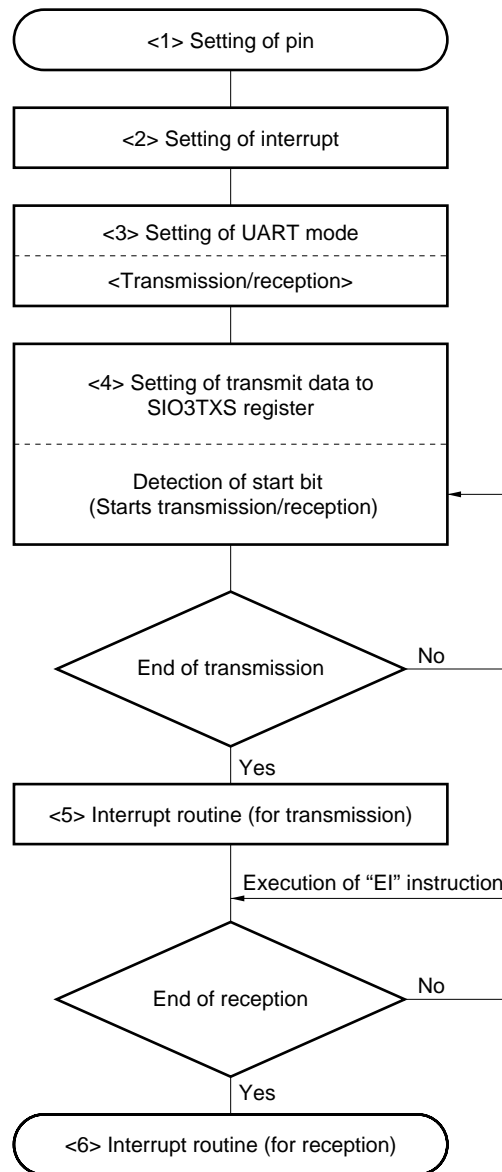 <1> Setting of pin
<2> Setting of interrupt
<3> Setting of UART mode
<Transmission/reception>
<4> Setting of transmit data to
SIO3TXS register
Detection of start bit
(Starts transmission/reception)
End of transmission
No
Yes
<5> Interrupt routine (for transmission)
Execution of “EI” instruction
End of reception
No
Yes
<6> Interrupt routine (for reception)